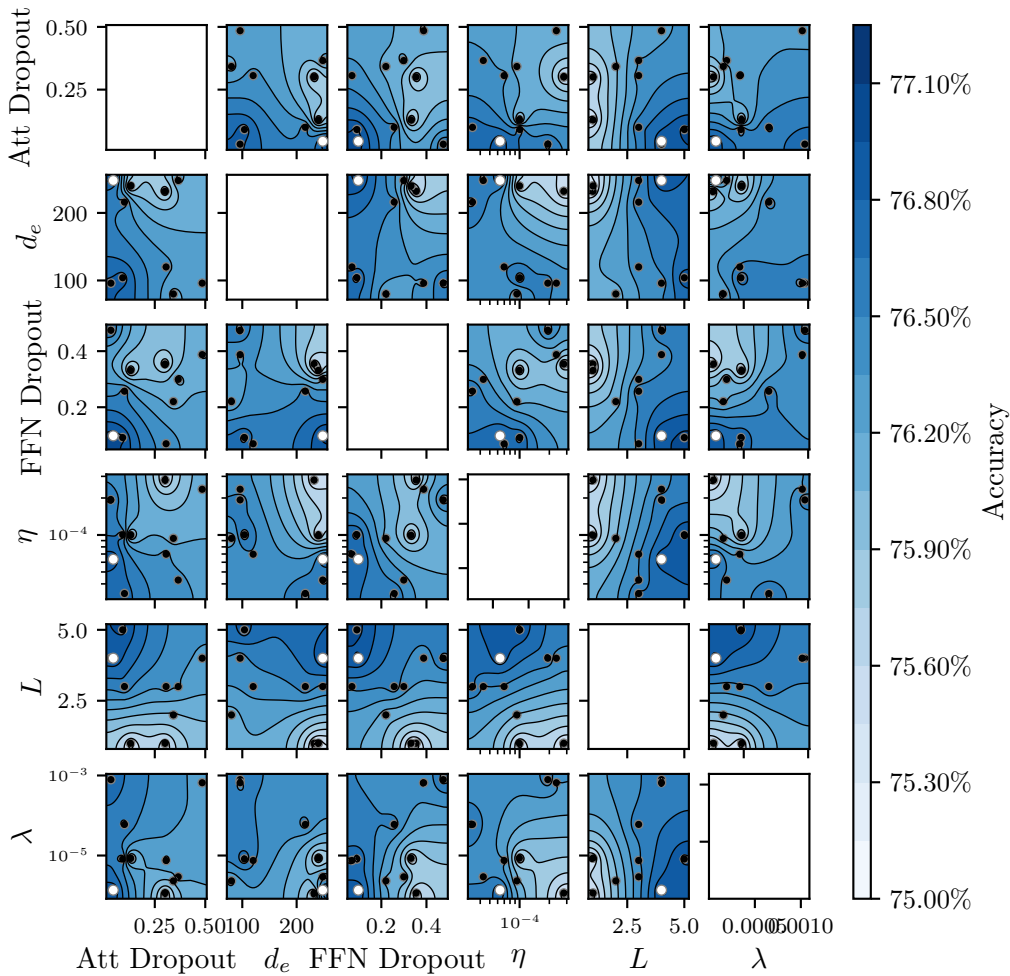 Att Dropout
0.50
0.25
d_e
200
100
FFN Dropout
0.4
0.2
η
10^{-4}
L
5.0
2.5
λ
10^{-3}
10^{-5}
0.25 0.50 100 200 0.2 0.4 10^{-4} 2.5 5.0 0.0005 0.0010
Att Dropout d_e FFN Dropout η L λ
77.10%
76.80%
76.50%
76.20%
75.90%
75.60%
75.30%
75.00%
Accuracy